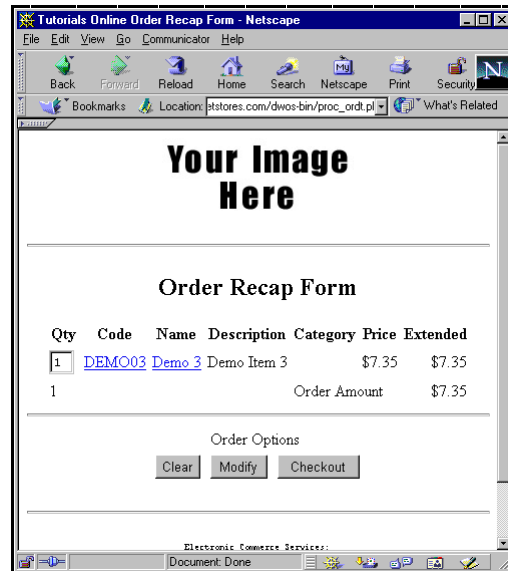 Tutorials Online Order Recap Form - Netscape
File Edit View Go Communicator Help
Back Forward Reload Home Search My Netscape Print Security N
Bookmarks Location: etstores.com/dwos-bin/proc_ordt.pl What's Related
Your Image
Here
Order Recap Form
Qty Code Name Description Category Price Extended
1 DEMO03 Demo 3 Demo Item 3 $7.35 $7.35
1 Order Amount $7.35
Order Options
Clear Modify Checkout
Electronic Commerce Services:
Document: Done